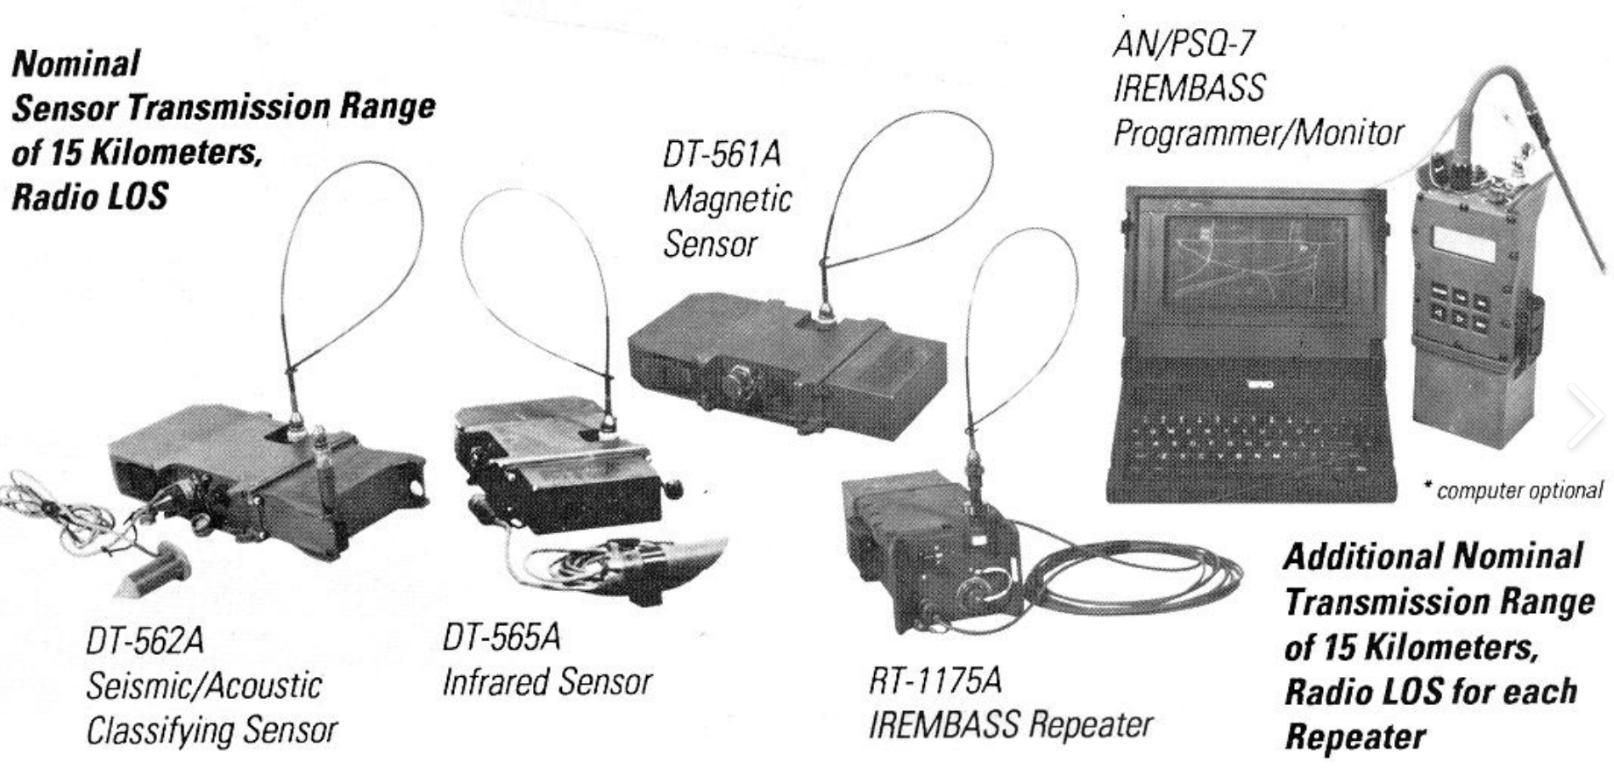 Nominal
Sensor Transmission Range
of 15 Kilometers,
Radio LOS
DT-561A
Magnetic
Sensor
AN/PSQ-7
IREMBASS
Programmer/Monitor
* computer optional
DT-562A
Seismic/Acoustic
Classifying Sensor
DT-565A
Infrared Sensor
RT-1175A
IREMBASS Repeater
Additional Nominal
Transmission Range
of 15 Kilometers,
Radio LOS for each
Repeater